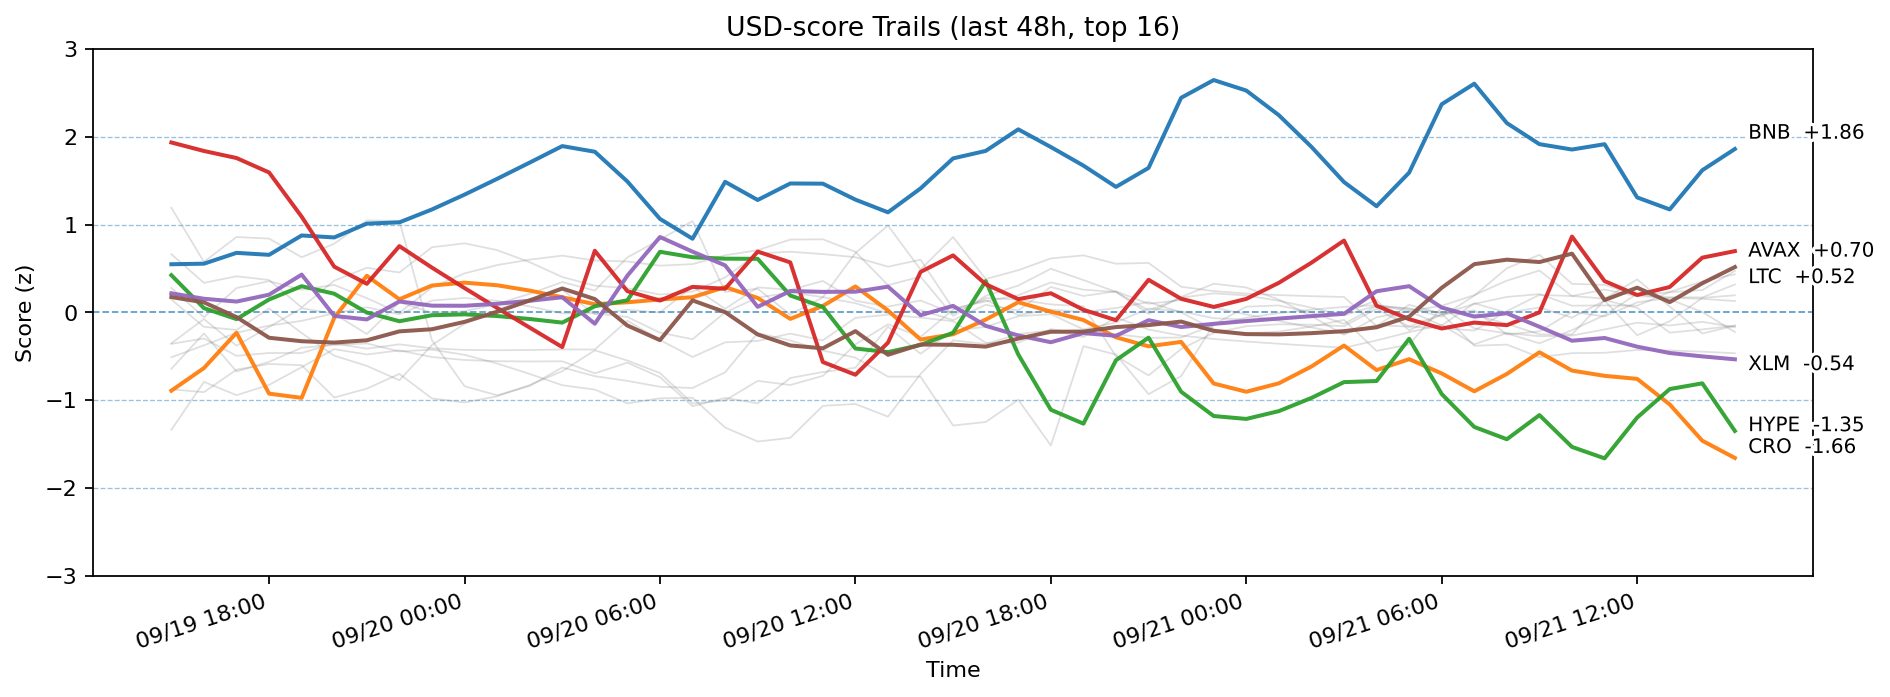 USD-score Trails (last 48h, top 16)
Score (z)
3
2
1
0
−1
−2
−3
BNB +1.86
AVAX +0.70
LTC +0.52
XLM -0.54
HYPE -1.35
CRO -1.66
09/19 18:00
09/20 00:00
09/20 06:00
09/20 12:00
09/20 18:00
09/21 00:00
09/21 06:00
09/21 12:00
Time